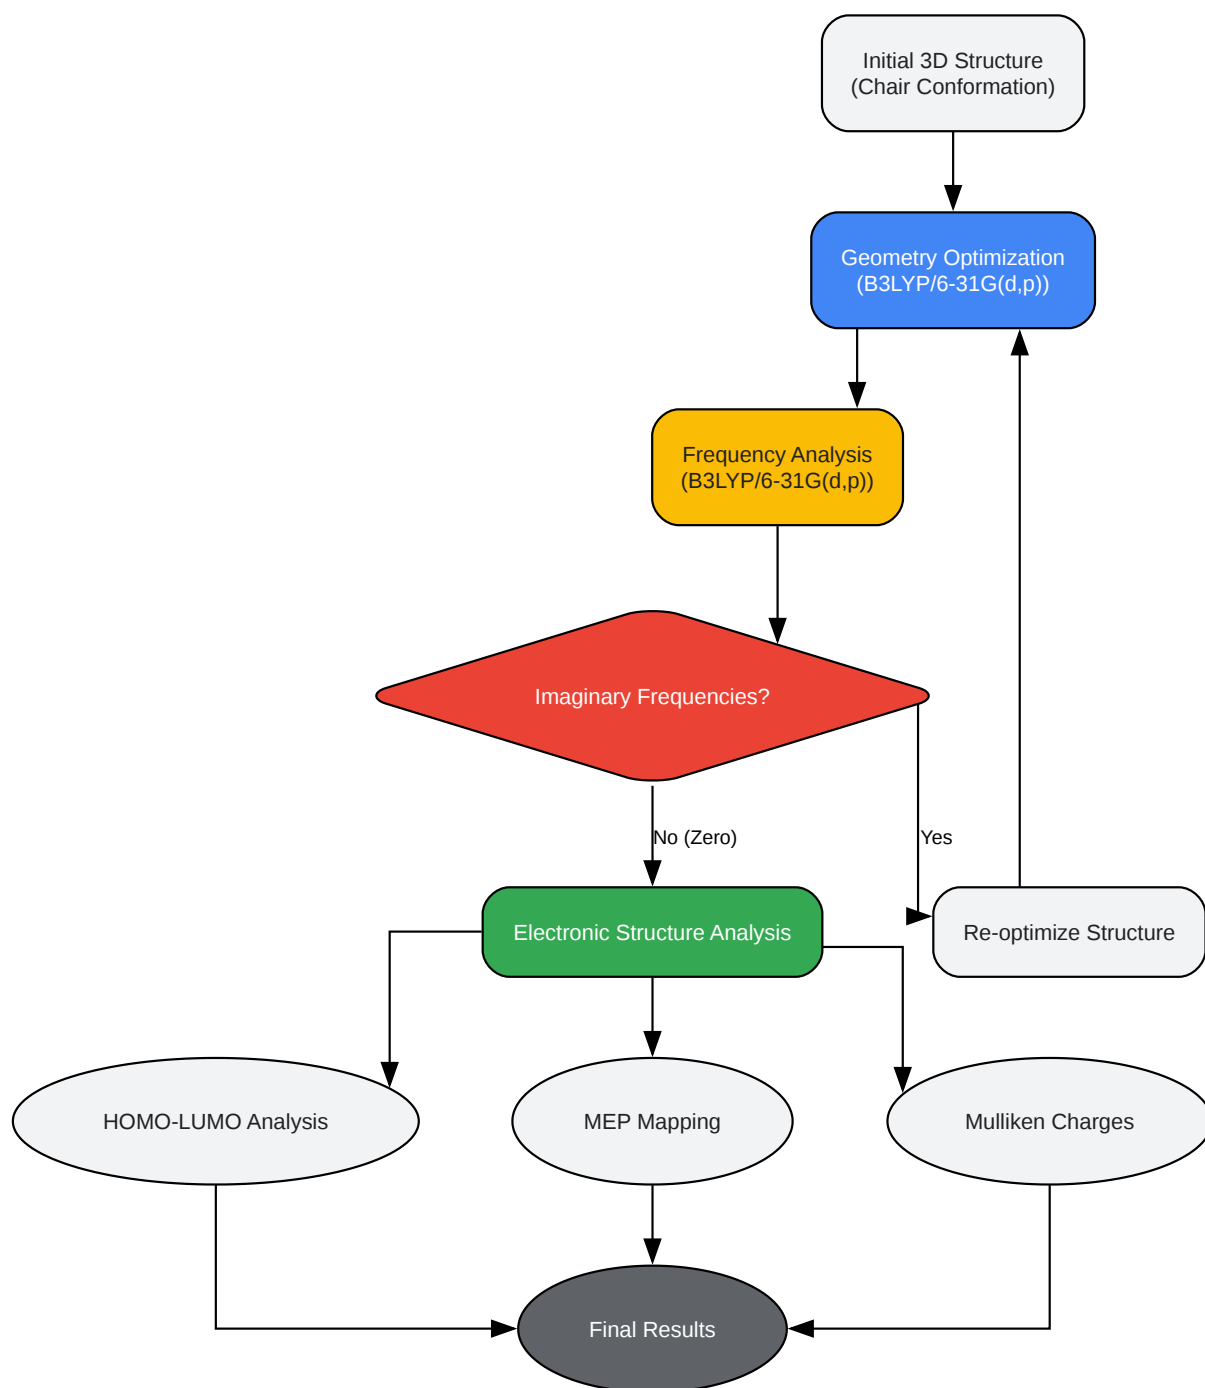 Initial 3D Structure
(Chair Conformation)
Geometry Optimization
(B3LYP/6-31G(d,p))
Frequency Analysis
(B3LYP/6-31G(d,p))
Imaginary Frequencies?
No (Zero)
Yes
Electronic Structure Analysis
Re-optimize Structure
HOMO-LUMO Analysis
MEP Mapping
Mulliken Charges
Final Results